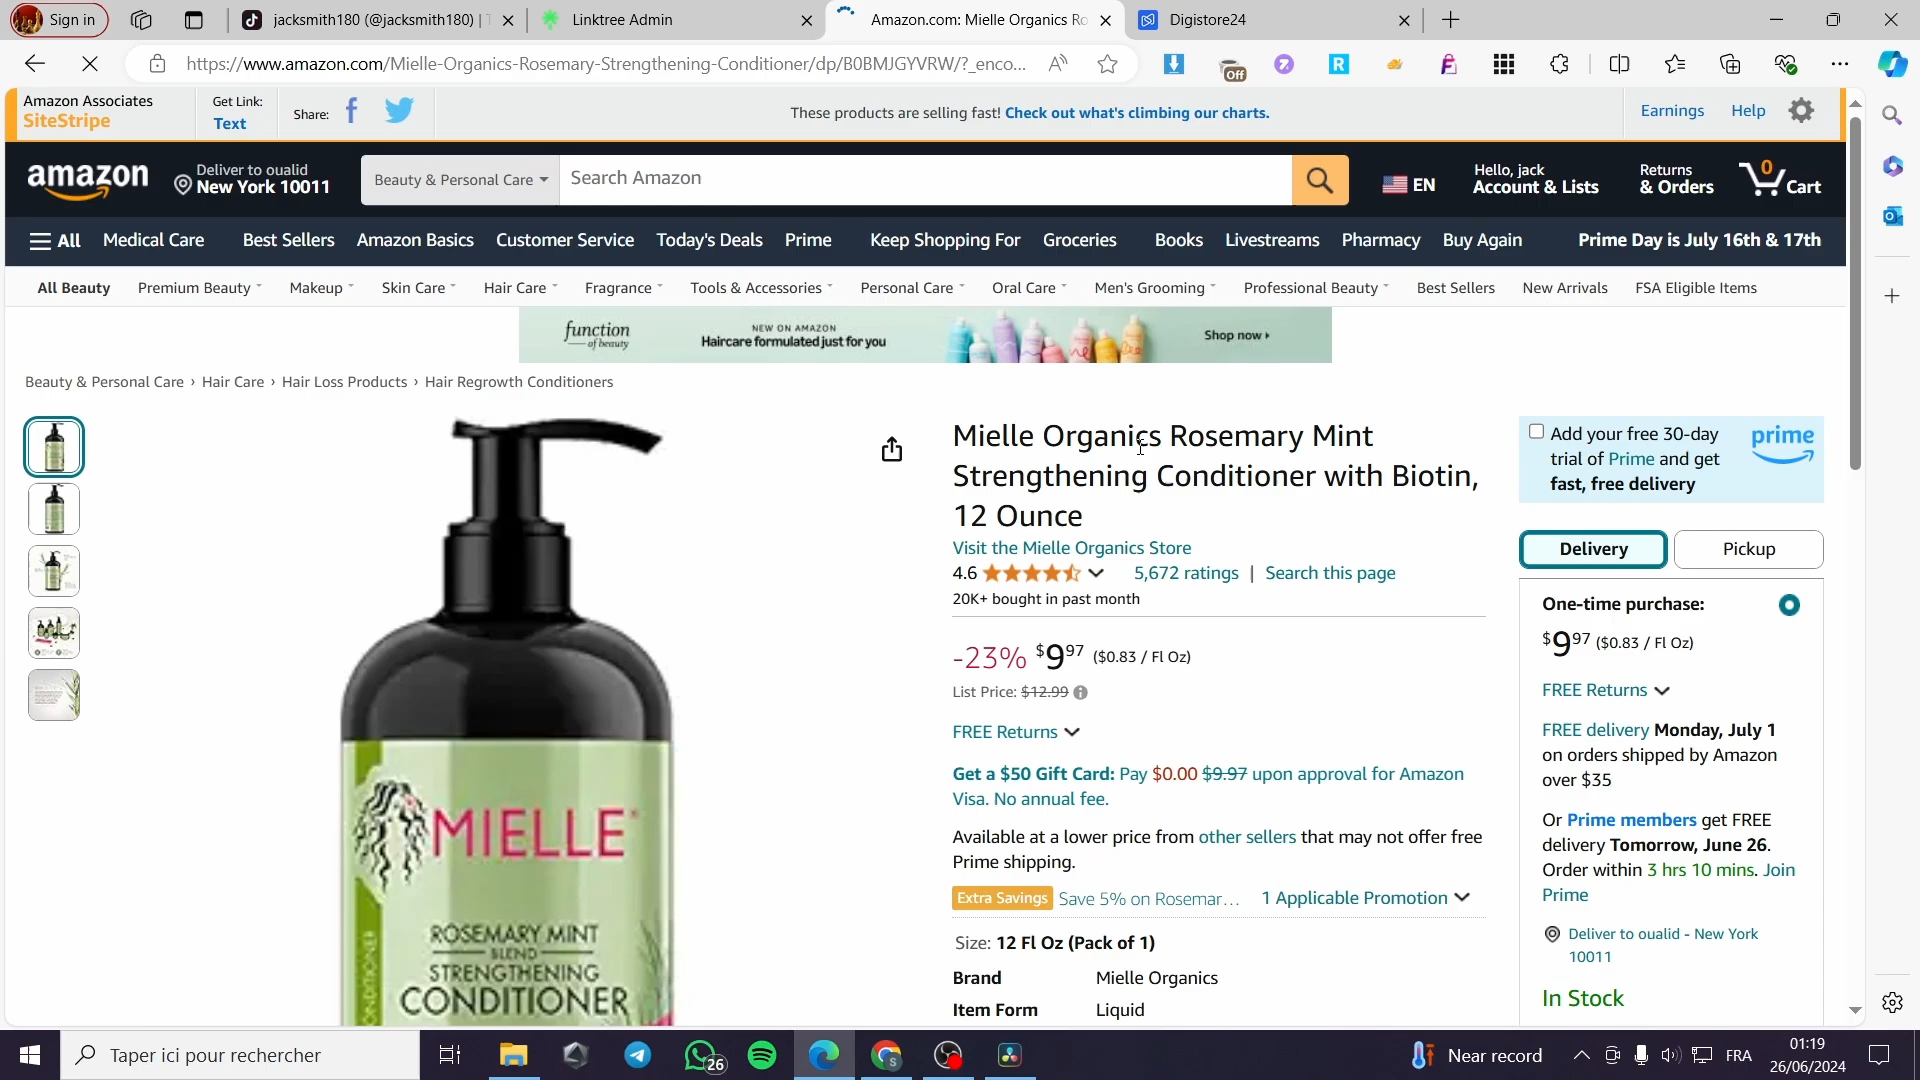 Sign in
jacksmith180 (@jacksmith180) | T
Linktree Admin
Amazon.com: Mielle Organics Ro
Digistore24
https://www.amazon.com/Mielle-Organics-Rosemary-Strengthening-Conditioner/dp/B0BMJGYVRW/?_enco...
Off
Amazon Associates
SiteStripe
Get Link:
Text
Share:
These products are selling fast! Check out what's climbing our charts.
Earnings
Help
amazon
Deliver to oualid
New York 10011
Beauty & Personal Care
Search Amazon
EN
Hello, jack
Account & Lists
Returns
& Orders
0
Cart
All
Medical Care
Best Sellers
Amazon Basics
Customer Service
Today's Deals
Prime
Keep Shopping For
Groceries
Books
Livestreams
Pharmacy
Buy Again
Prime Day is July 16th & 17th
All Beauty
Premium Beauty
Makeup
Skin Care
Hair Care
Fragrance
Tools & Accessories
Personal Care
Oral Care
Men's Grooming
Professional Beauty
Best Sellers
New Arrivals
FSA Eligible Items
function
of beauty
NEW ON AMAZON
Haircare formulated just for you
Shop now
Beauty & Personal Care › Hair Care › Hair Loss Products › Hair Regrowth Conditioners
MIELLE
ROSEMARY MINT
BLEND
STRENGTHENING
CONDITIONER
Mielle Organics Rosemary Mint
Strengthening Conditioner with Biotin,
12 Ounce
Visit the Mielle Organics Store
4.6
5,672 ratings | Search this page
20K+ bought in past month
-23% $9.97 ($0.83 / Fl Oz)
List Price: $12.99
FREE Returns
Get a $50 Gift Card: Pay $0.00 $9.97 upon approval for Amazon
Visa. No annual fee.
Available at a lower price from other sellers that may not offer free
Prime shipping.
Extra Savings Save 5% on Rosemar... 1 Applicable Promotion
Size: 12 Fl Oz (Pack of 1)
Brand Mielle Organics
Item Form Liquid
Add your free 30-day
trial of Prime and get
fast, free delivery
prime
Delivery
Pickup
One-time purchase:
$9.97 ($0.83 / Fl Oz)
FREE Returns
FREE delivery Monday, July 1
on orders shipped by Amazon
over $35
Or Prime members get FREE
delivery Tomorrow, June 26.
Order within 3 hrs 10 mins. Join
Prime
Deliver to oualid - New York
10011
In Stock
Taper ici pour rechercher
26
Near record
FRA
01:19
26/06/2024